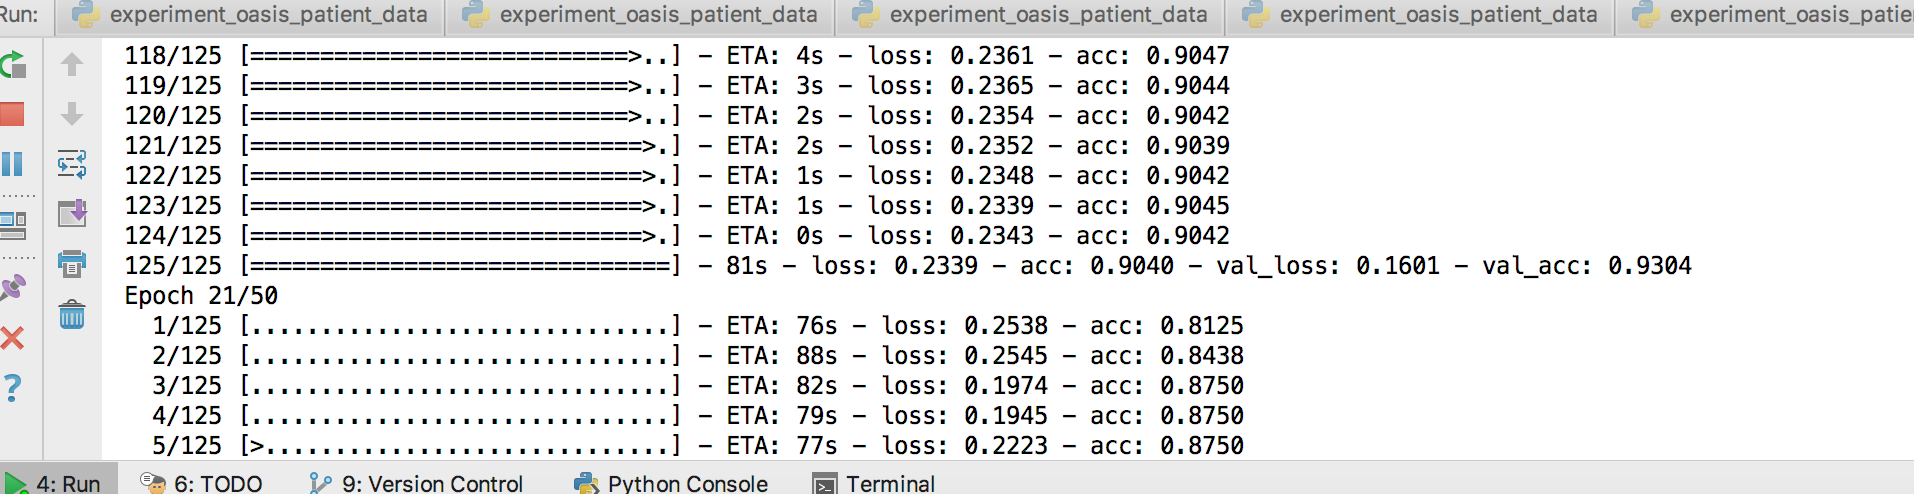 Run: experiment_oasis_patient_data experiment_oasis_patient_data experiment_oasis_patient_data experiment_oasis_patient_data experiment_oasis_patie
118/125 [===========================>..] - ETA: 4s - loss: 0.2361 - acc: 0.9047
119/125 [===========================>..] - ETA: 3s - loss: 0.2365 - acc: 0.9044
120/125 [===========================>..] - ETA: 2s - loss: 0.2354 - acc: 0.9042
121/125 [============================>.] - ETA: 2s - loss: 0.2352 - acc: 0.9039
122/125 [============================>.] - ETA: 1s - loss: 0.2348 - acc: 0.9042
123/125 [============================>.] - ETA: 1s - loss: 0.2339 - acc: 0.9045
124/125 [============================>.] - ETA: 0s - loss: 0.2343 - acc: 0.9042
125/125 [==============================] - 81s - loss: 0.2339 - acc: 0.9040 - val_loss: 0.1601 - val_acc: 0.9304
Epoch 21/50
1/125 [..............................] - ETA: 76s - loss: 0.2538 - acc: 0.8125
2/125 [..............................] - ETA: 88s - loss: 0.2545 - acc: 0.8438
3/125 [..............................] - ETA: 82s - loss: 0.1974 - acc: 0.8750
4/125 [..............................] - ETA: 79s - loss: 0.1945 - acc: 0.8750
5/125 [>.............................] - ETA: 77s - loss: 0.2223 - acc: 0.8750
4: Run 6: TODO 9: Version Control Python Console Terminal